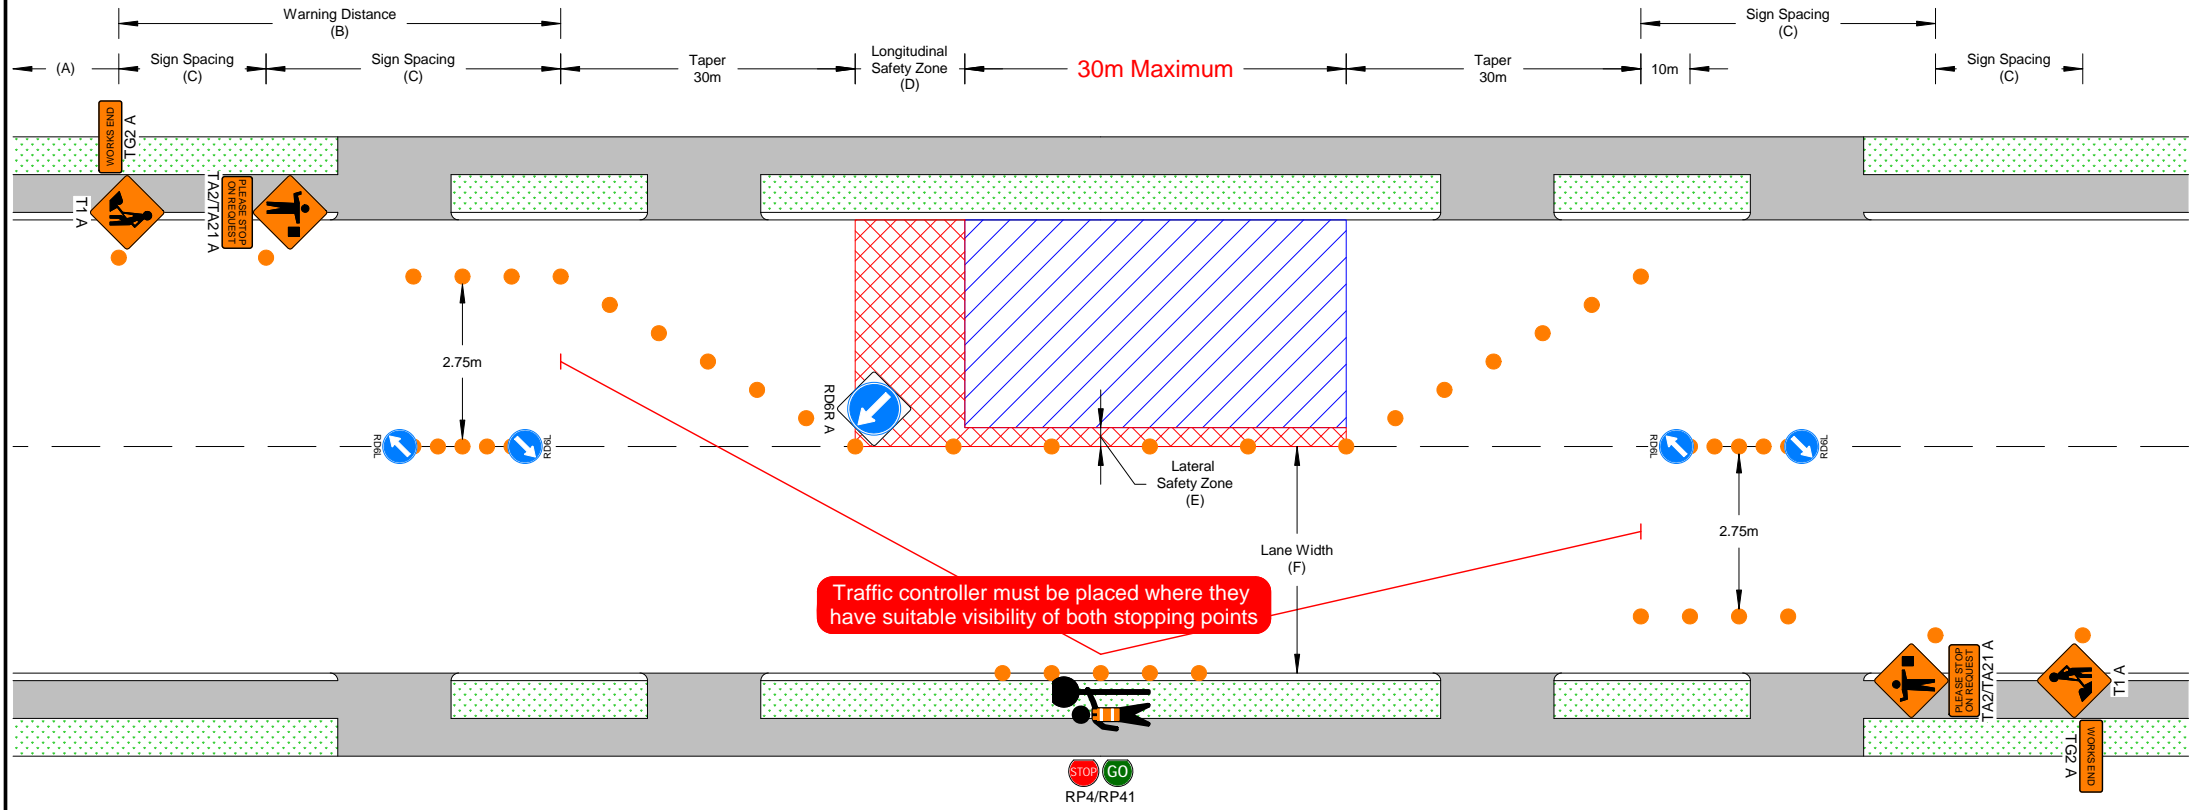 Warning Distance
(B)
Sign Spacing
(C)
(A)
Sign Spacing
(C)
Sign Spacing
(C)
Taper
30m
Longitudinal
Safety Zone
(D)
30m Maximum
Taper
30m
10m
Sign Spacing
(C)
WORKS END
TG2 A
T1 A
PLEASE STOP
ON REQUEST
TA2/TA21 A
2.75m
RD6L
RD6L
RD6R A
Lateral
Safety Zone
(E)
Lane Width
(F)
RD6L
RD6L
2.75m
Traffic controller must be placed where they
have suitable visibility of both stopping points
PLEASE STOP
ON REQUEST
TA2/TA21 A
T1 A
WORKS END
TG2 A
STOP GO
RP4/RP41